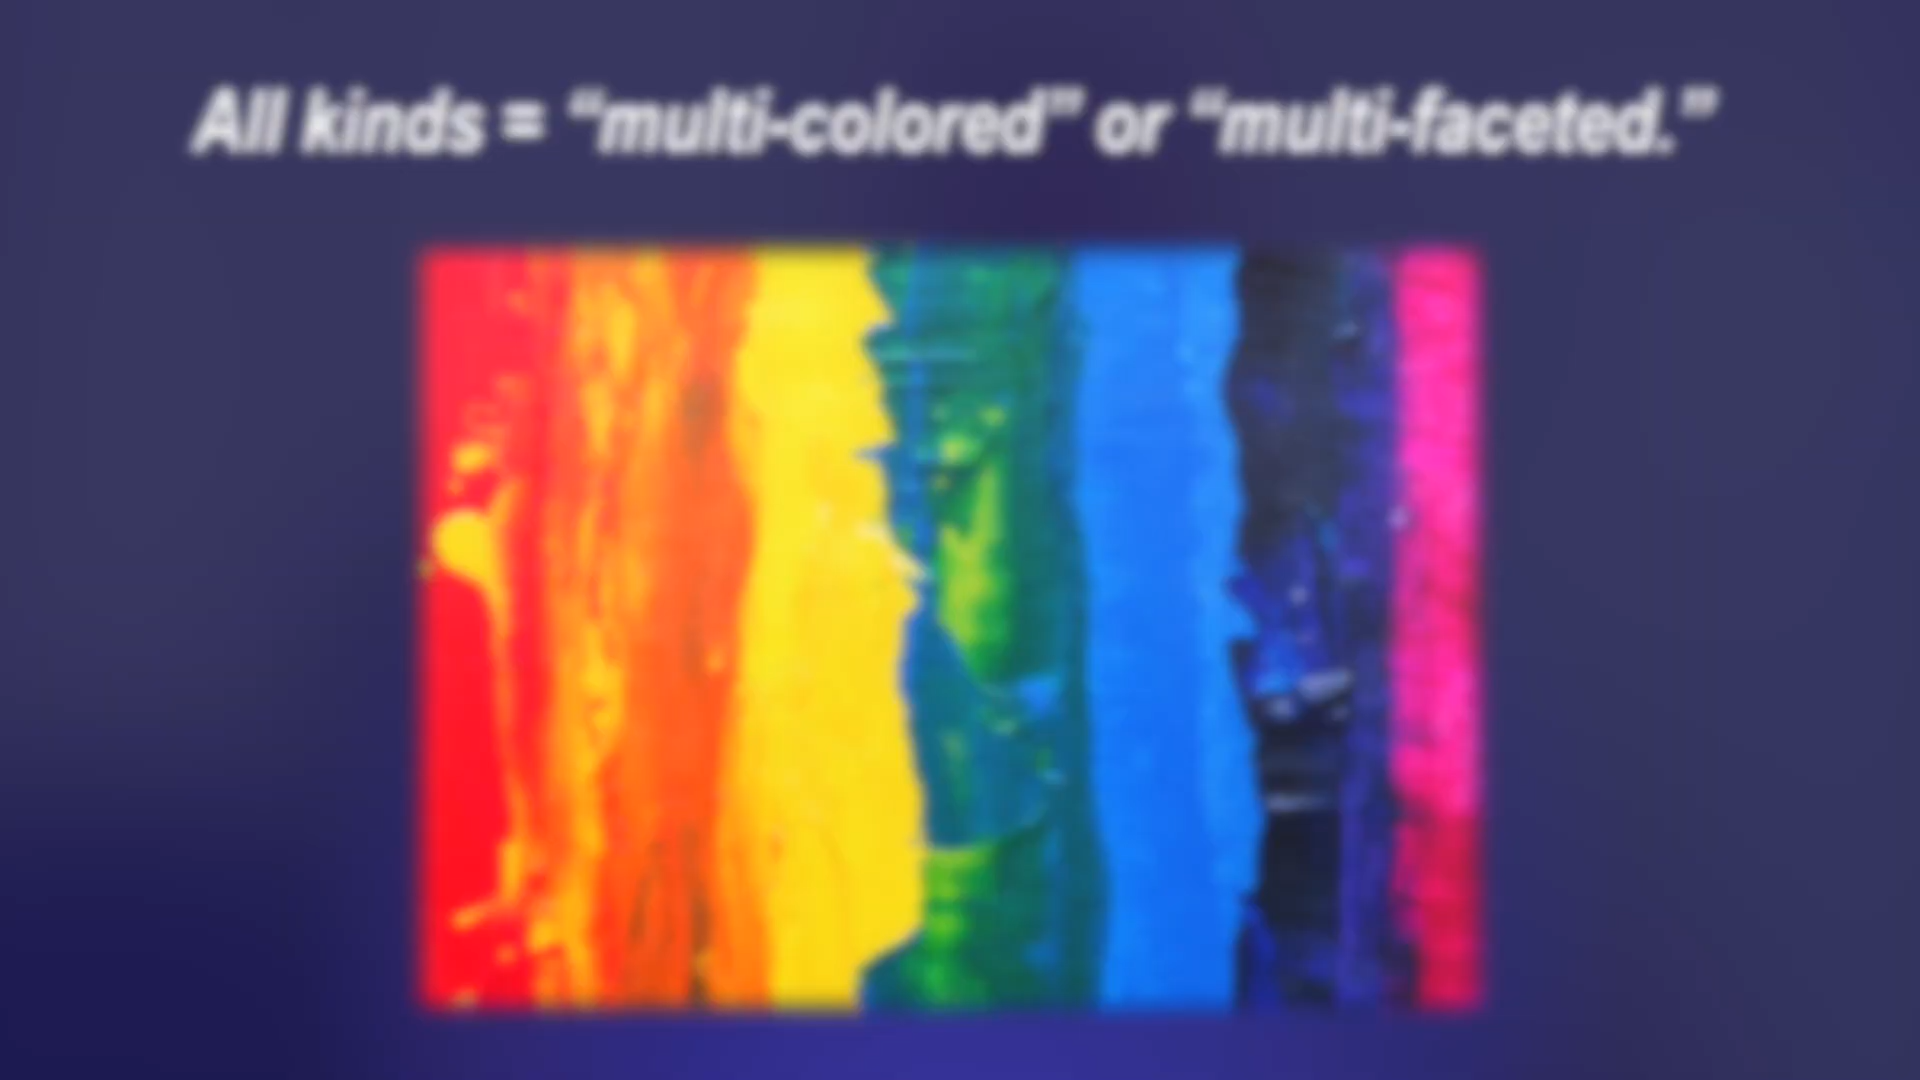 All kinds = “multi-colored” or “multi-faceted.”